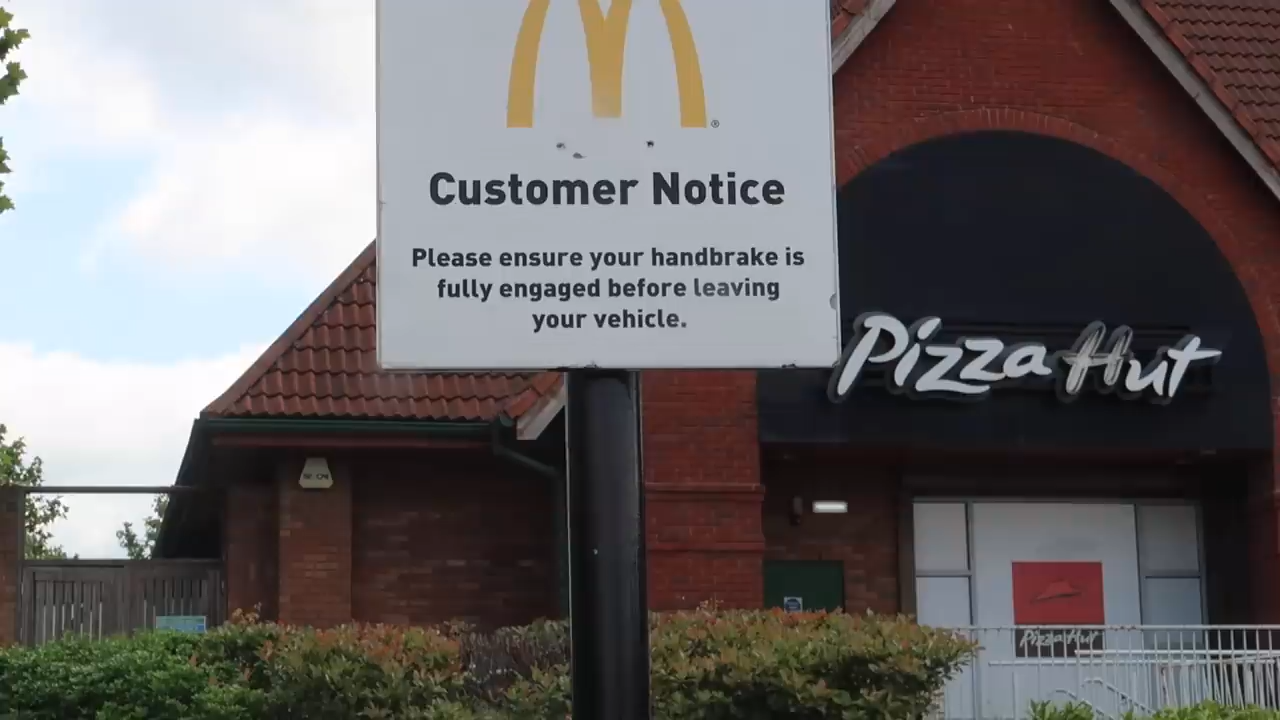 Customer Notice
Please ensure your handbrake is
fully engaged before leaving
your vehicle.
Pizza Hut
Pizza Hut